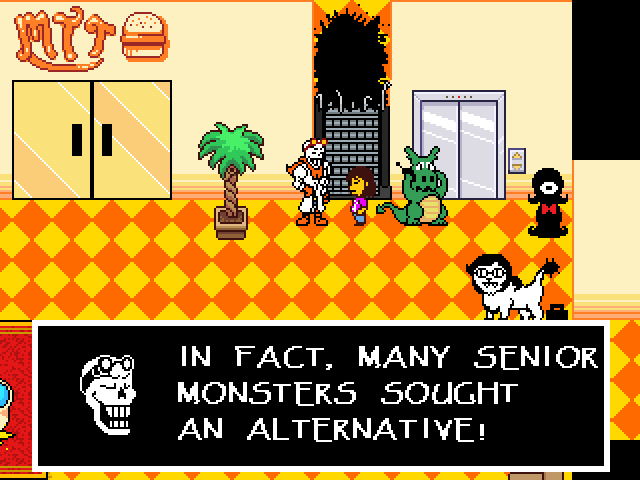 MTT
IN FACT, MANY SENIOR
MONSTERS SOUGHT
AN ALTERNATIVE!